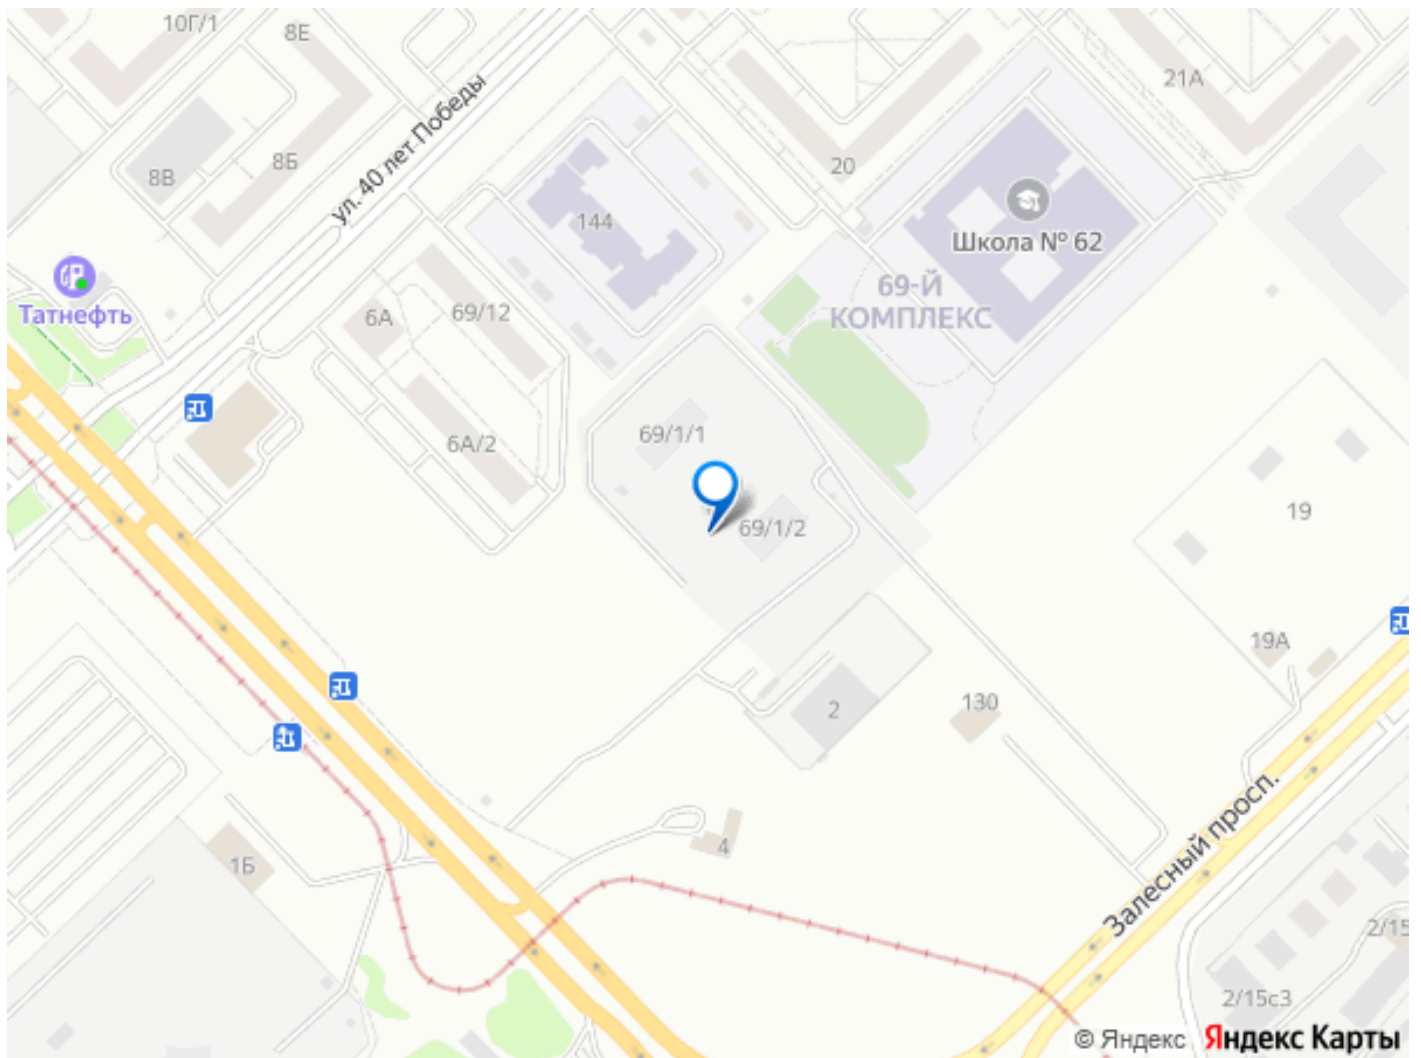 10Г/1
8Е
21А
ул. 40 лет Победы
8Б
20
8В
144
Школа № 62
Татнефть
6А
69/12
69-Й
КОМПЛЕКС
69/1/1
6А/2
69/1/2
19
19А
2
130
4
1Б
Залесный просп.
2/15
2/15с3
© Яндекс Яндекс Карты